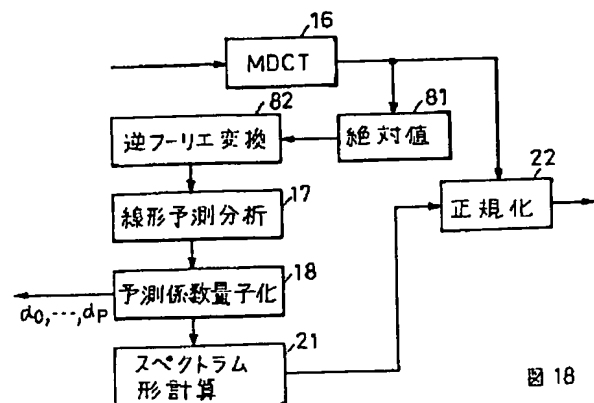 16
MDCT
82
81
逆フーリエ変換
絶対値
22
17
線形予測分析
正規化
18
予測係数量子化
α0,···,αP
21
スペクトラム
形計算
図 18